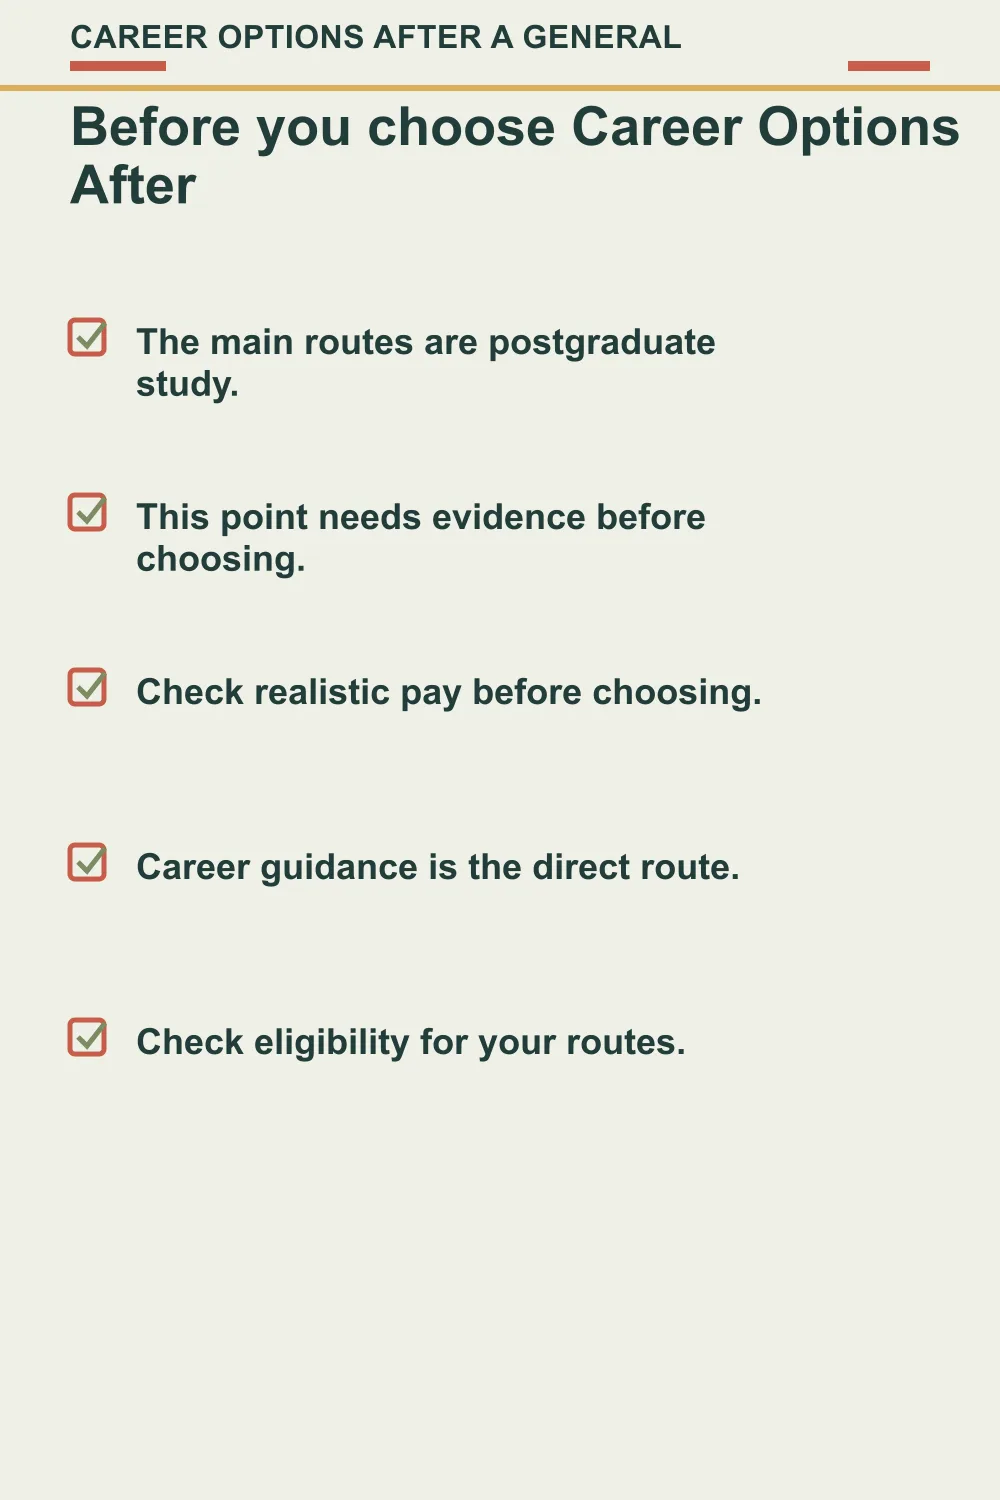 CAREER OPTIONS AFTER A GENERAL
Before you choose Career Options
After
The main routes are postgraduate
study.
This point needs evidence before
choosing.
Check realistic pay before choosing.
Career guidance is the direct route.
Check eligibility for your routes.